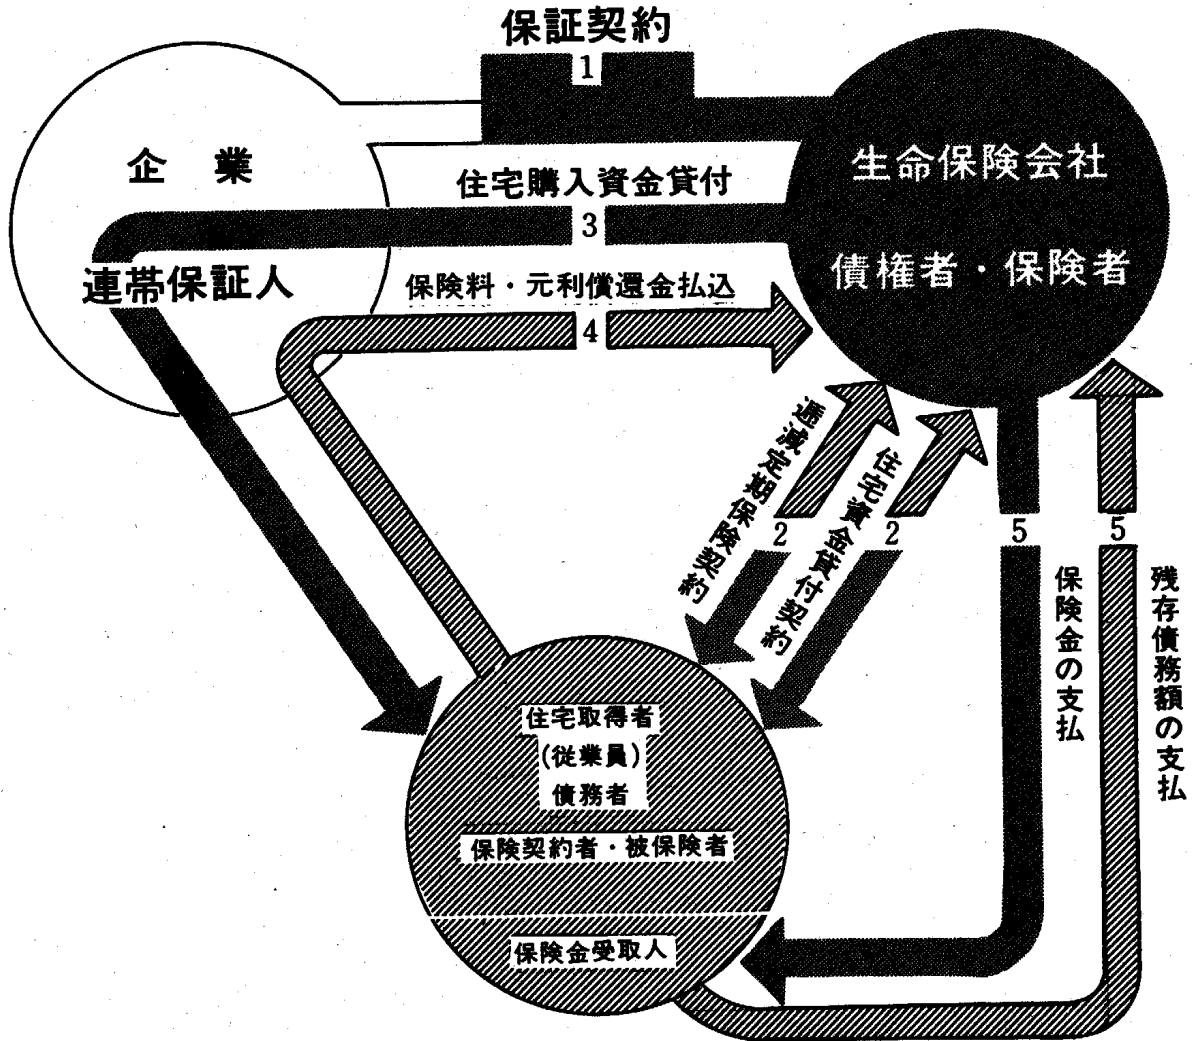 保証契約
1
企 業
生命保険会社
住宅購入資金貸付
3
連帯保証人
債権者・保険者
保険料・元利償還金払込
4
逓減定期保険契約
2
住宅資金貸付契約
2
5
5
保険金の支払
残存債務額の支払
住宅取得者
(従業員)
債務者
保険契約者・被保険者
保険金受取人